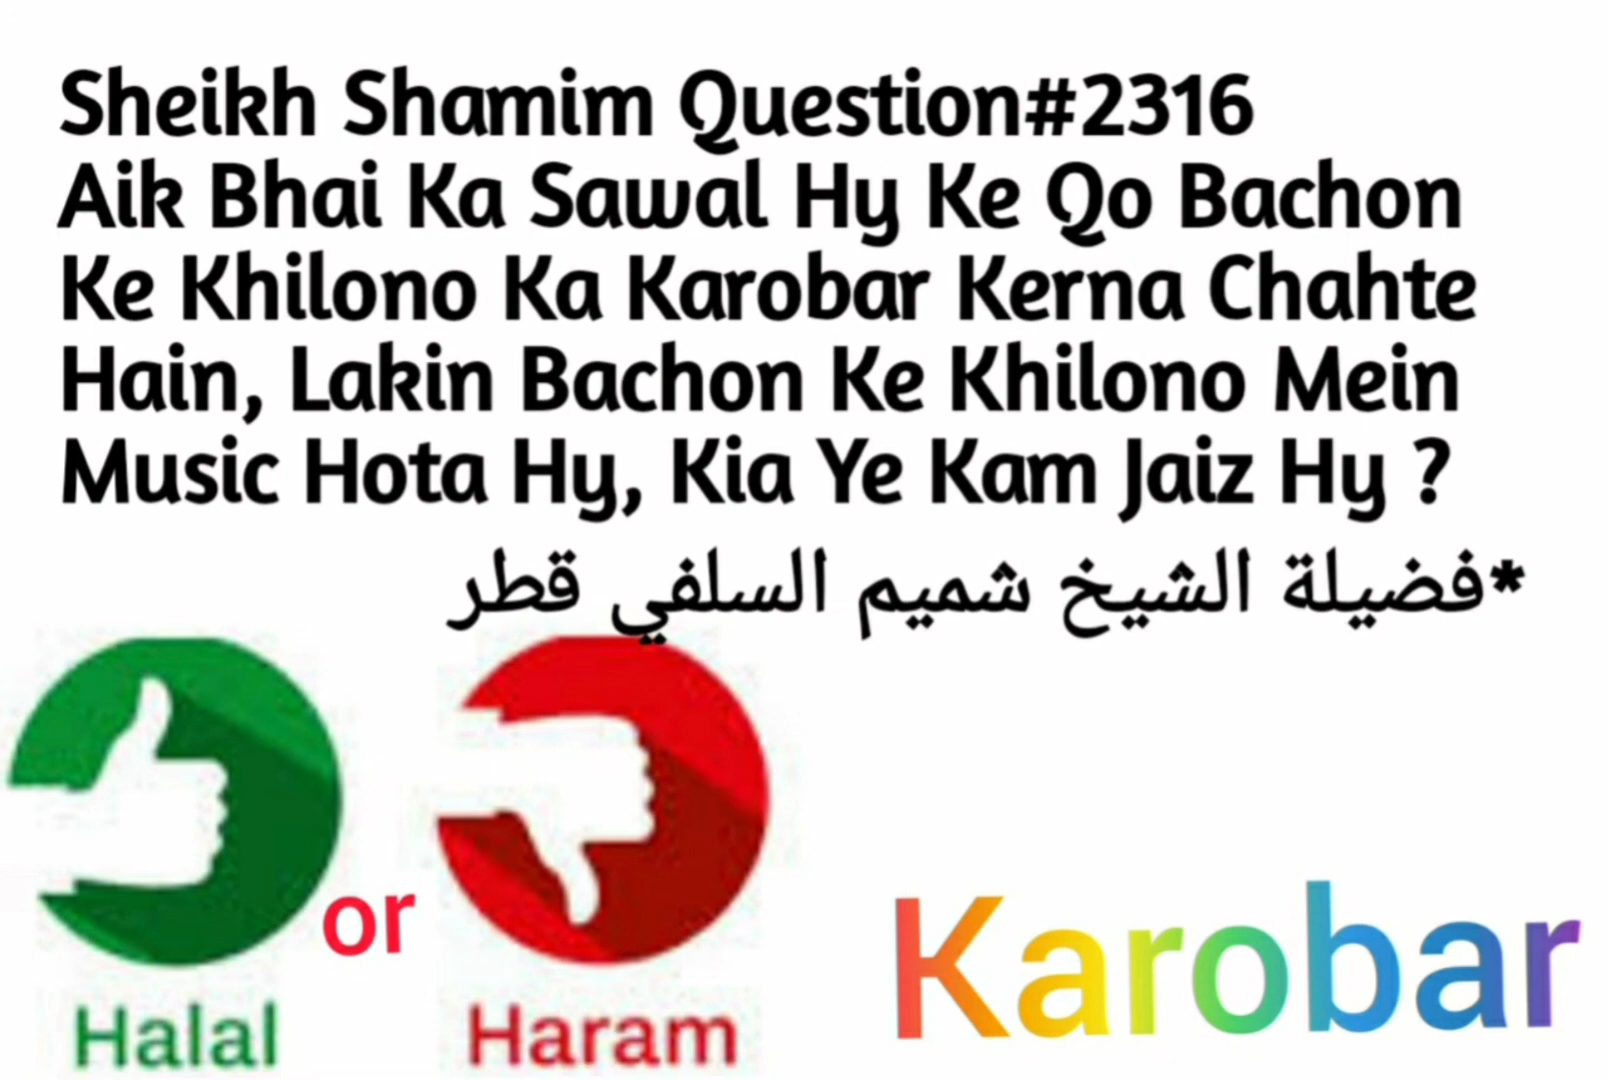 Sheikh Shamim Question#2316
Aik Bhai Ka Sawal Hy Ke Qo Bachon
Ke Khilono Ka Karobar Kerna Chahte
Hain, Lakin Bachon Ke Khilono Mein
Music Hota Hy, Kia Ye Kam Jaiz Hy ?
*فضيلة الشيخ شميم السلفي قطر
or
Halal
Haram
Karobar